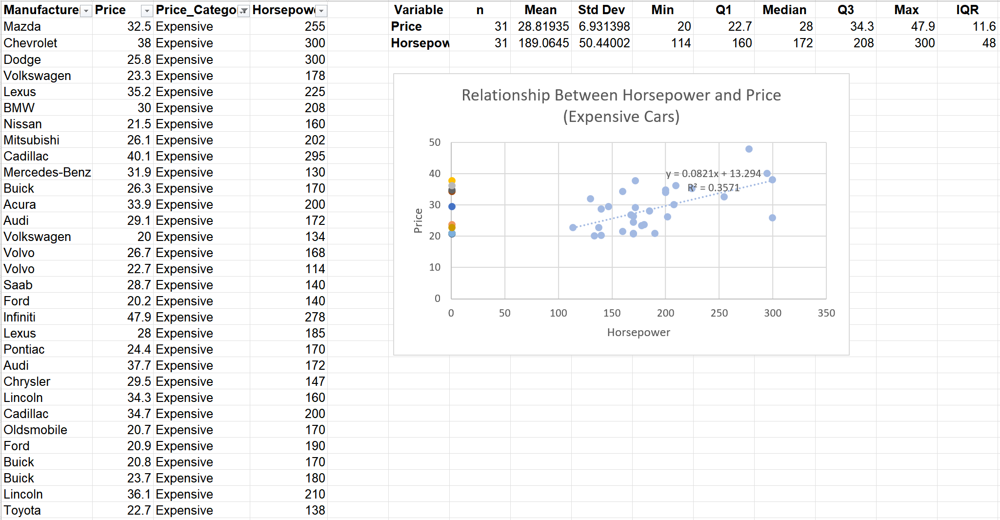 Manufacture Price Price_Catego Horsepow Variable n Mean Std Dev Min Q1 Median Q3 Max IQR
Mazda 32.5 Expensive 255 Price 31 28.81935 6.931398 20 22.7 28 34.3 47.9 11.6
Chevrolet 38 Expensive 300 Horsepow 31 189.0645 50.44002 114 160 172 208 300 48
Dodge 25.8 Expensive 300
Volkswagen 23.3 Expensive 178
Lexus 35.2 Expensive 225
BMW 30 Expensive 208
Nissan 21.5 Expensive 160
Mitsubishi 26.1 Expensive 202
Cadillac 40.1 Expensive 295
Mercedes-Benz 31.9 Expensive 130
Buick 26.3 Expensive 170
Acura 33.9 Expensive 200
Audi 29.1 Expensive 172
Volkswagen 20 Expensive 134
Volvo 26.7 Expensive 168
Volvo 22.7 Expensive 114
Saab 28.7 Expensive 140
Ford 20.2 Expensive 140
Infiniti 47.9 Expensive 278
Lexus 28 Expensive 185
Pontiac 24.4 Expensive 170
Audi 37.7 Expensive 172
Chrysler 29.5 Expensive 147
Lincoln 34.3 Expensive 160
Cadillac 34.7 Expensive 200
Oldsmobile 20.7 Expensive 170
Ford 20.9 Expensive 190
Buick 20.8 Expensive 170
Buick 23.7 Expensive 180
Lincoln 36.1 Expensive 210
Toyota 22.7 Expensive 138
Relationship Between Horsepower and Price
(Expensive Cars)
50
40
30
20
10
0
Price
y = 0.0821x + 13.294
R² = 0.3571
0 50 100 150 200 250 300 350
Horsepower